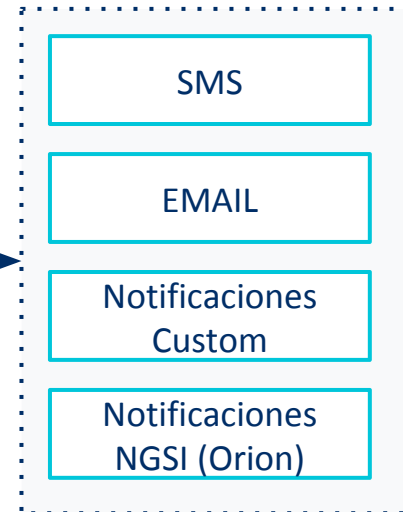 SMS
EMAIL
Notificaciones
Custom
Notificaciones
NGSI (Orion)